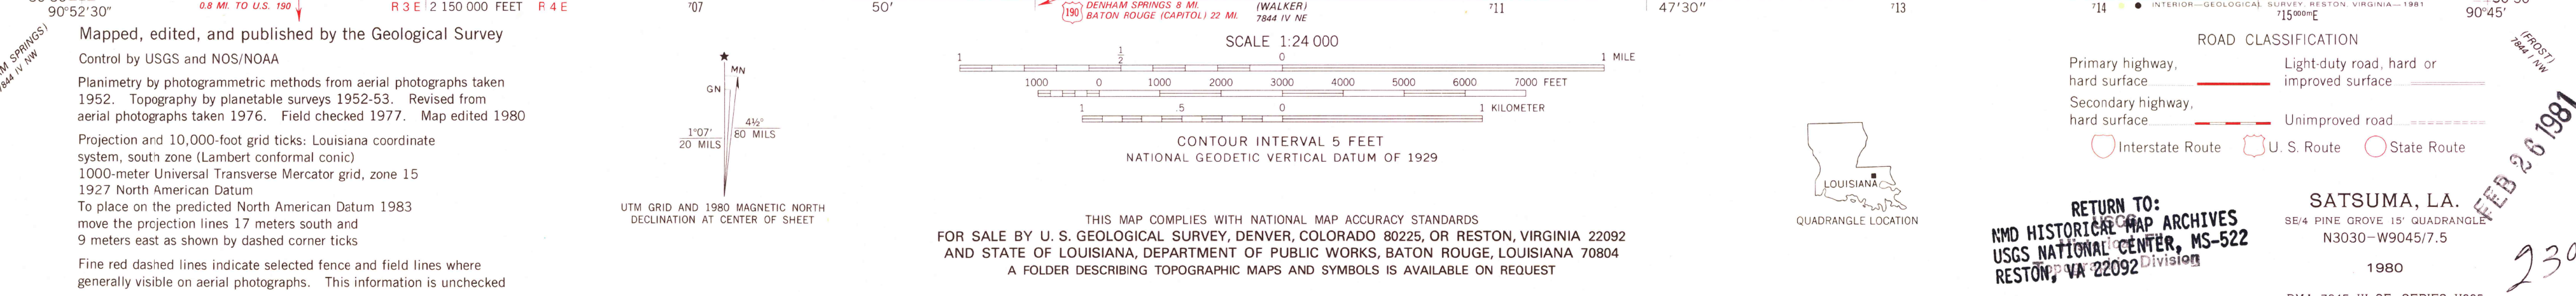 90°52'30"
0.8 MI. TO U.S. 190
R 3 E
2 150 000 FEET
R 4 E
707
50'
190
DENHAM SPRINGS 8 MI.
BATON ROUGE (CAPITOL) 22 MI.
(WALKER)
7844 IV NE
711
47'30"
713
714
INTERIOR—GEOLOGICAL SURVEY, RESTON, VIRGINIA—1981
715000mE
90°45'
SPRINGS)
7844 IV NW
Mapped, edited, and published by the Geological Survey
Control by USGS and NOS/NOAA
Planimetry by photogrammetric methods from aerial photographs taken
1952. Topography by planetable surveys 1952-53. Revised from
aerial photographs taken 1976. Field checked 1977. Map edited 1980
Projection and 10,000-foot grid ticks: Louisiana coordinate
system, south zone (Lambert conformal conic)
1000-meter Universal Transverse Mercator grid, zone 15
1927 North American Datum
To place on the predicted North American Datum 1983
move the projection lines 17 meters south and
9 meters east as shown by dashed corner ticks
Fine red dashed lines indicate selected fence and field lines where
generally visible on aerial photographs. This information is unchecked
MN
GN
1°07'
20 MILS
4½°
80 MILS
UTM GRID AND 1980 MAGNETIC NORTH
DECLINATION AT CENTER OF SHEET
SCALE 1:24 000
1 ½ 0 1 MILE
1000 0 1000 2000 3000 4000 5000 6000 7000 FEET
1 .5 0 1 KILOMETER
CONTOUR INTERVAL 5 FEET
NATIONAL GEODETIC VERTICAL DATUM OF 1929
THIS MAP COMPLIES WITH NATIONAL MAP ACCURACY STANDARDS
FOR SALE BY U. S. GEOLOGICAL SURVEY, DENVER, COLORADO 80225, OR RESTON, VIRGINIA 22092
AND STATE OF LOUISIANA, DEPARTMENT OF PUBLIC WORKS, BATON ROUGE, LOUISIANA 70804
A FOLDER DESCRIBING TOPOGRAPHIC MAPS AND SYMBOLS IS AVAILABLE ON REQUEST
LOUISIANA
QUADRANGLE LOCATION
ROAD CLASSIFICATION
Primary highway,
hard surface
Light-duty road, hard or
improved surface
Secondary highway,
hard surface
Unimproved road
Interstate Route
U. S. Route
State Route
(FROST)
7844 I NW
FEB 26 1981
RETURN TO:
NMD HISTORICAL MAP ARCHIVES
USGS NATIONAL CENTER, MS-522
RESTON, VA 22092
USGS
Historical
Topographic Division
SATSUMA, LA.
SE/4 PINE GROVE 15' QUADRANGLE
N3030—W9045/7.5
1980
230